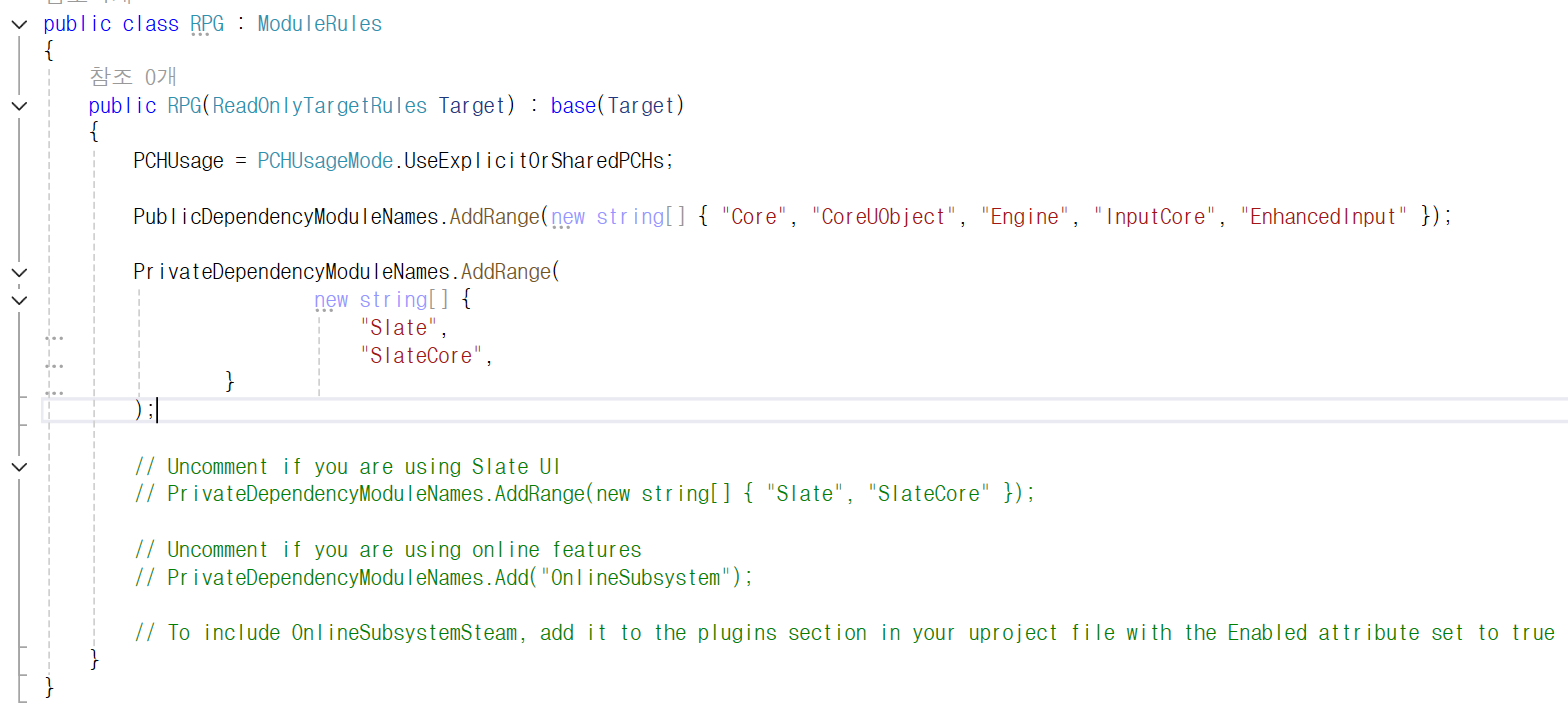 public class RPG : ModuleRules
{
참조 0개
public RPG(ReadOnlyTargetRules Target) : base(Target)
{
PCHUsage = PCHUsageMode.UseExplicitOrSharedPCHs;
PublicDependencyModuleNames.AddRange(new string[] { "Core", "CoreUObject", "Engine", "InputCore", "EnhancedInput" });
PrivateDependencyModuleNames.AddRange(
new string[] {
"Slate",
"SlateCore",
}
);
// Uncomment if you are using Slate UI
// PrivateDependencyModuleNames.AddRange(new string[] { "Slate", "SlateCore" });
// Uncomment if you are using online features
// PrivateDependencyModuleNames.Add("OnlineSubsystem");
// To include OnlineSubsystemSteam, add it to the plugins section in your uproject file with the Enabled attribute set to true
}
}